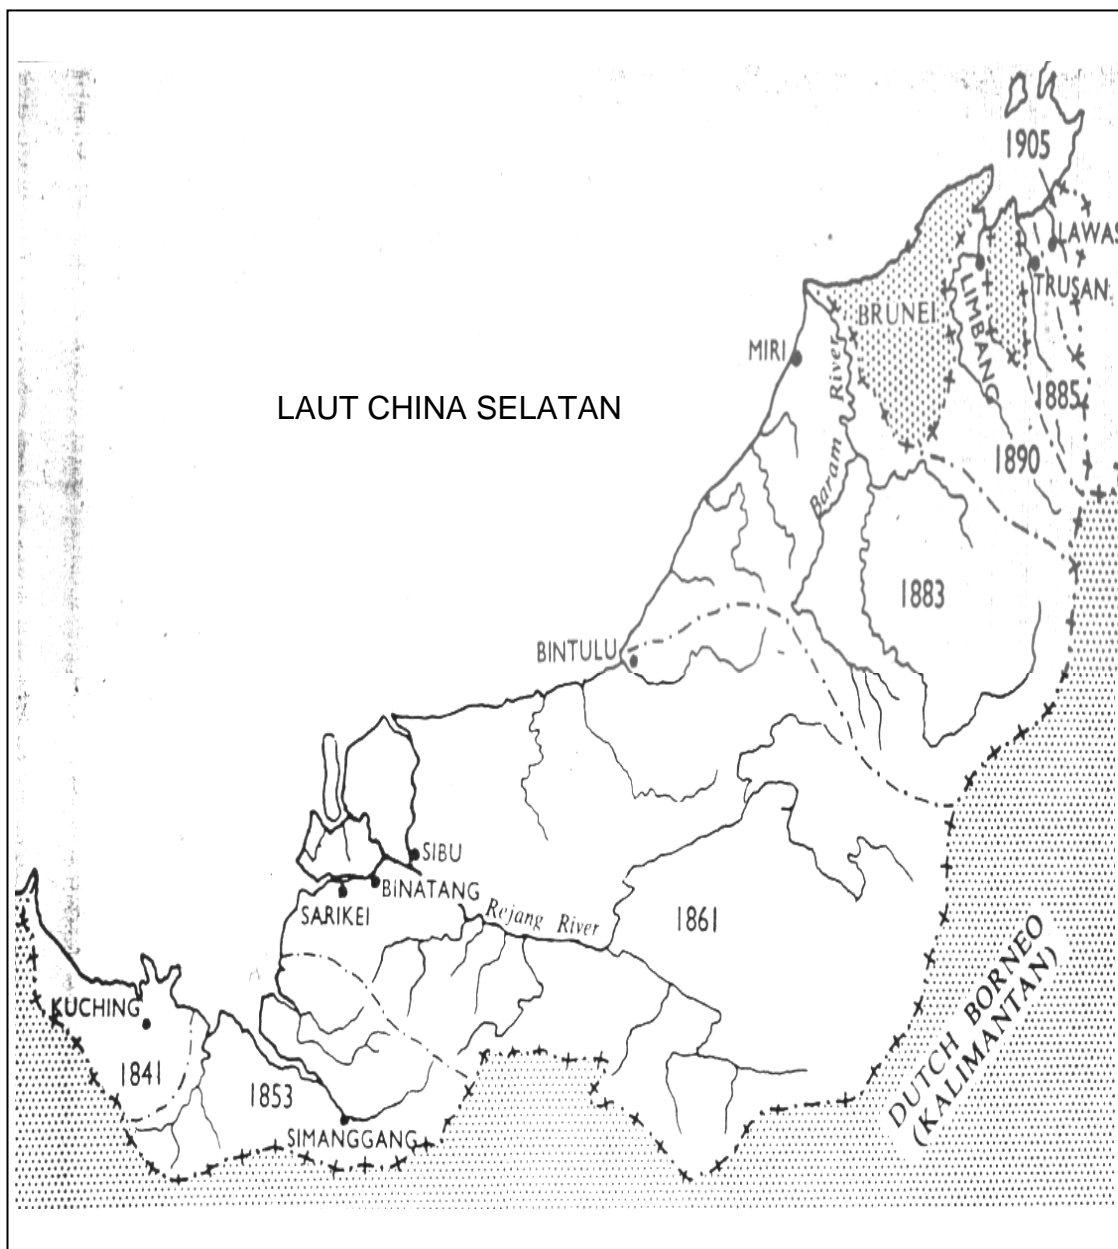 1905
LAWAS
TRUSAN
LIMBANG
BRUNEI
MIRI
Baram River
1885
1890
LAUT CHINA SELATAN
1883
BINTULU
SIBU
BINATANG
SARIKEI
Rejang River
1861
KUCHING
1841
1853
SIMANGGANG
DUTCH BORNEO
(KALIMANTAN)